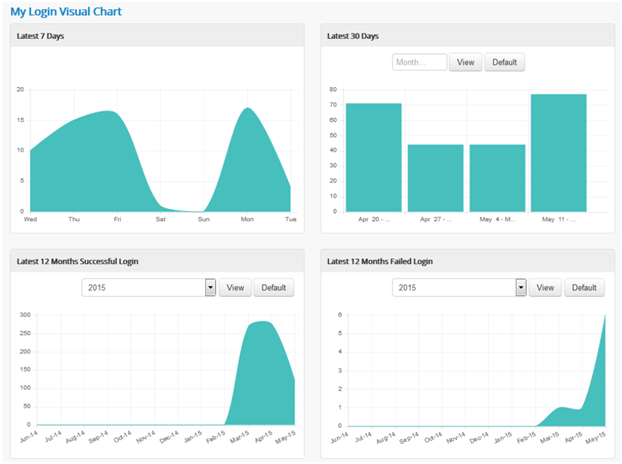 My Login Visual Chart
Latest 7 Days
20
15
10
5
0
Wed Thu Fri Sat Sun Mon Tue
Latest 30 Days
Month... View Default
80
70
60
50
40
30
20
10
0
Apr 20 - ... Apr 27 - ... May 4 - M... May 11 - ...
Latest 12 Months Successful Login
2015 View Default
300
250
200
150
100
50
0
Jun-14 Jul-14 Aug-14 Sep-14 Oct-14 Nov-14 Dec-14 Jan-15 Feb-15 Mar-15 Apr-15 May-15
Latest 12 Months Failed Login
2015 View Default
6
5
4
3
2
1
0
Jun-14 Jul-14 Aug-14 Sep-14 Oct-14 Nov-14 Dec-14 Jan-15 Feb-15 Mar-15 Apr-15 May-15